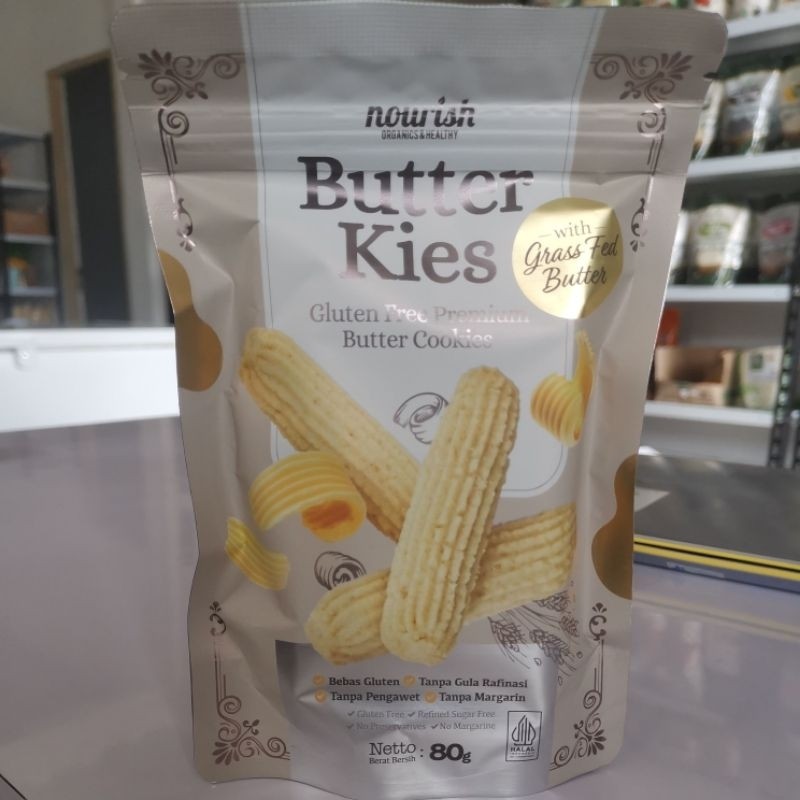 nourish
ORGANICS & HEALTHY
Butter
Kies
with
Grass Fed
Butter
Gluten Free Premium
Butter Cookies
Bebas Gluten Tanpa Gula Rafinasi
Tanpa Pengawet Tanpa Margarin
Gluten Free Refined Sugar Free
No Preservatives No Margarine
Netto
Berat Bersih : 80g
HALAL